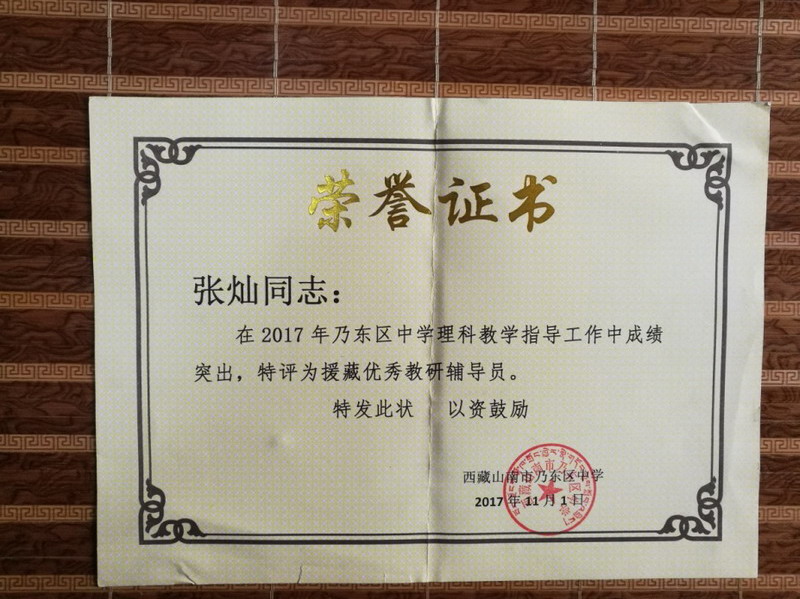 荣誉证书
张灿同志：
在2017年乃东区中学理科教学指导工作中成绩
突出，特评为援藏优秀教研辅导员。
特发此状 以资鼓励
西藏山南市乃东区中学
2017年11月1日